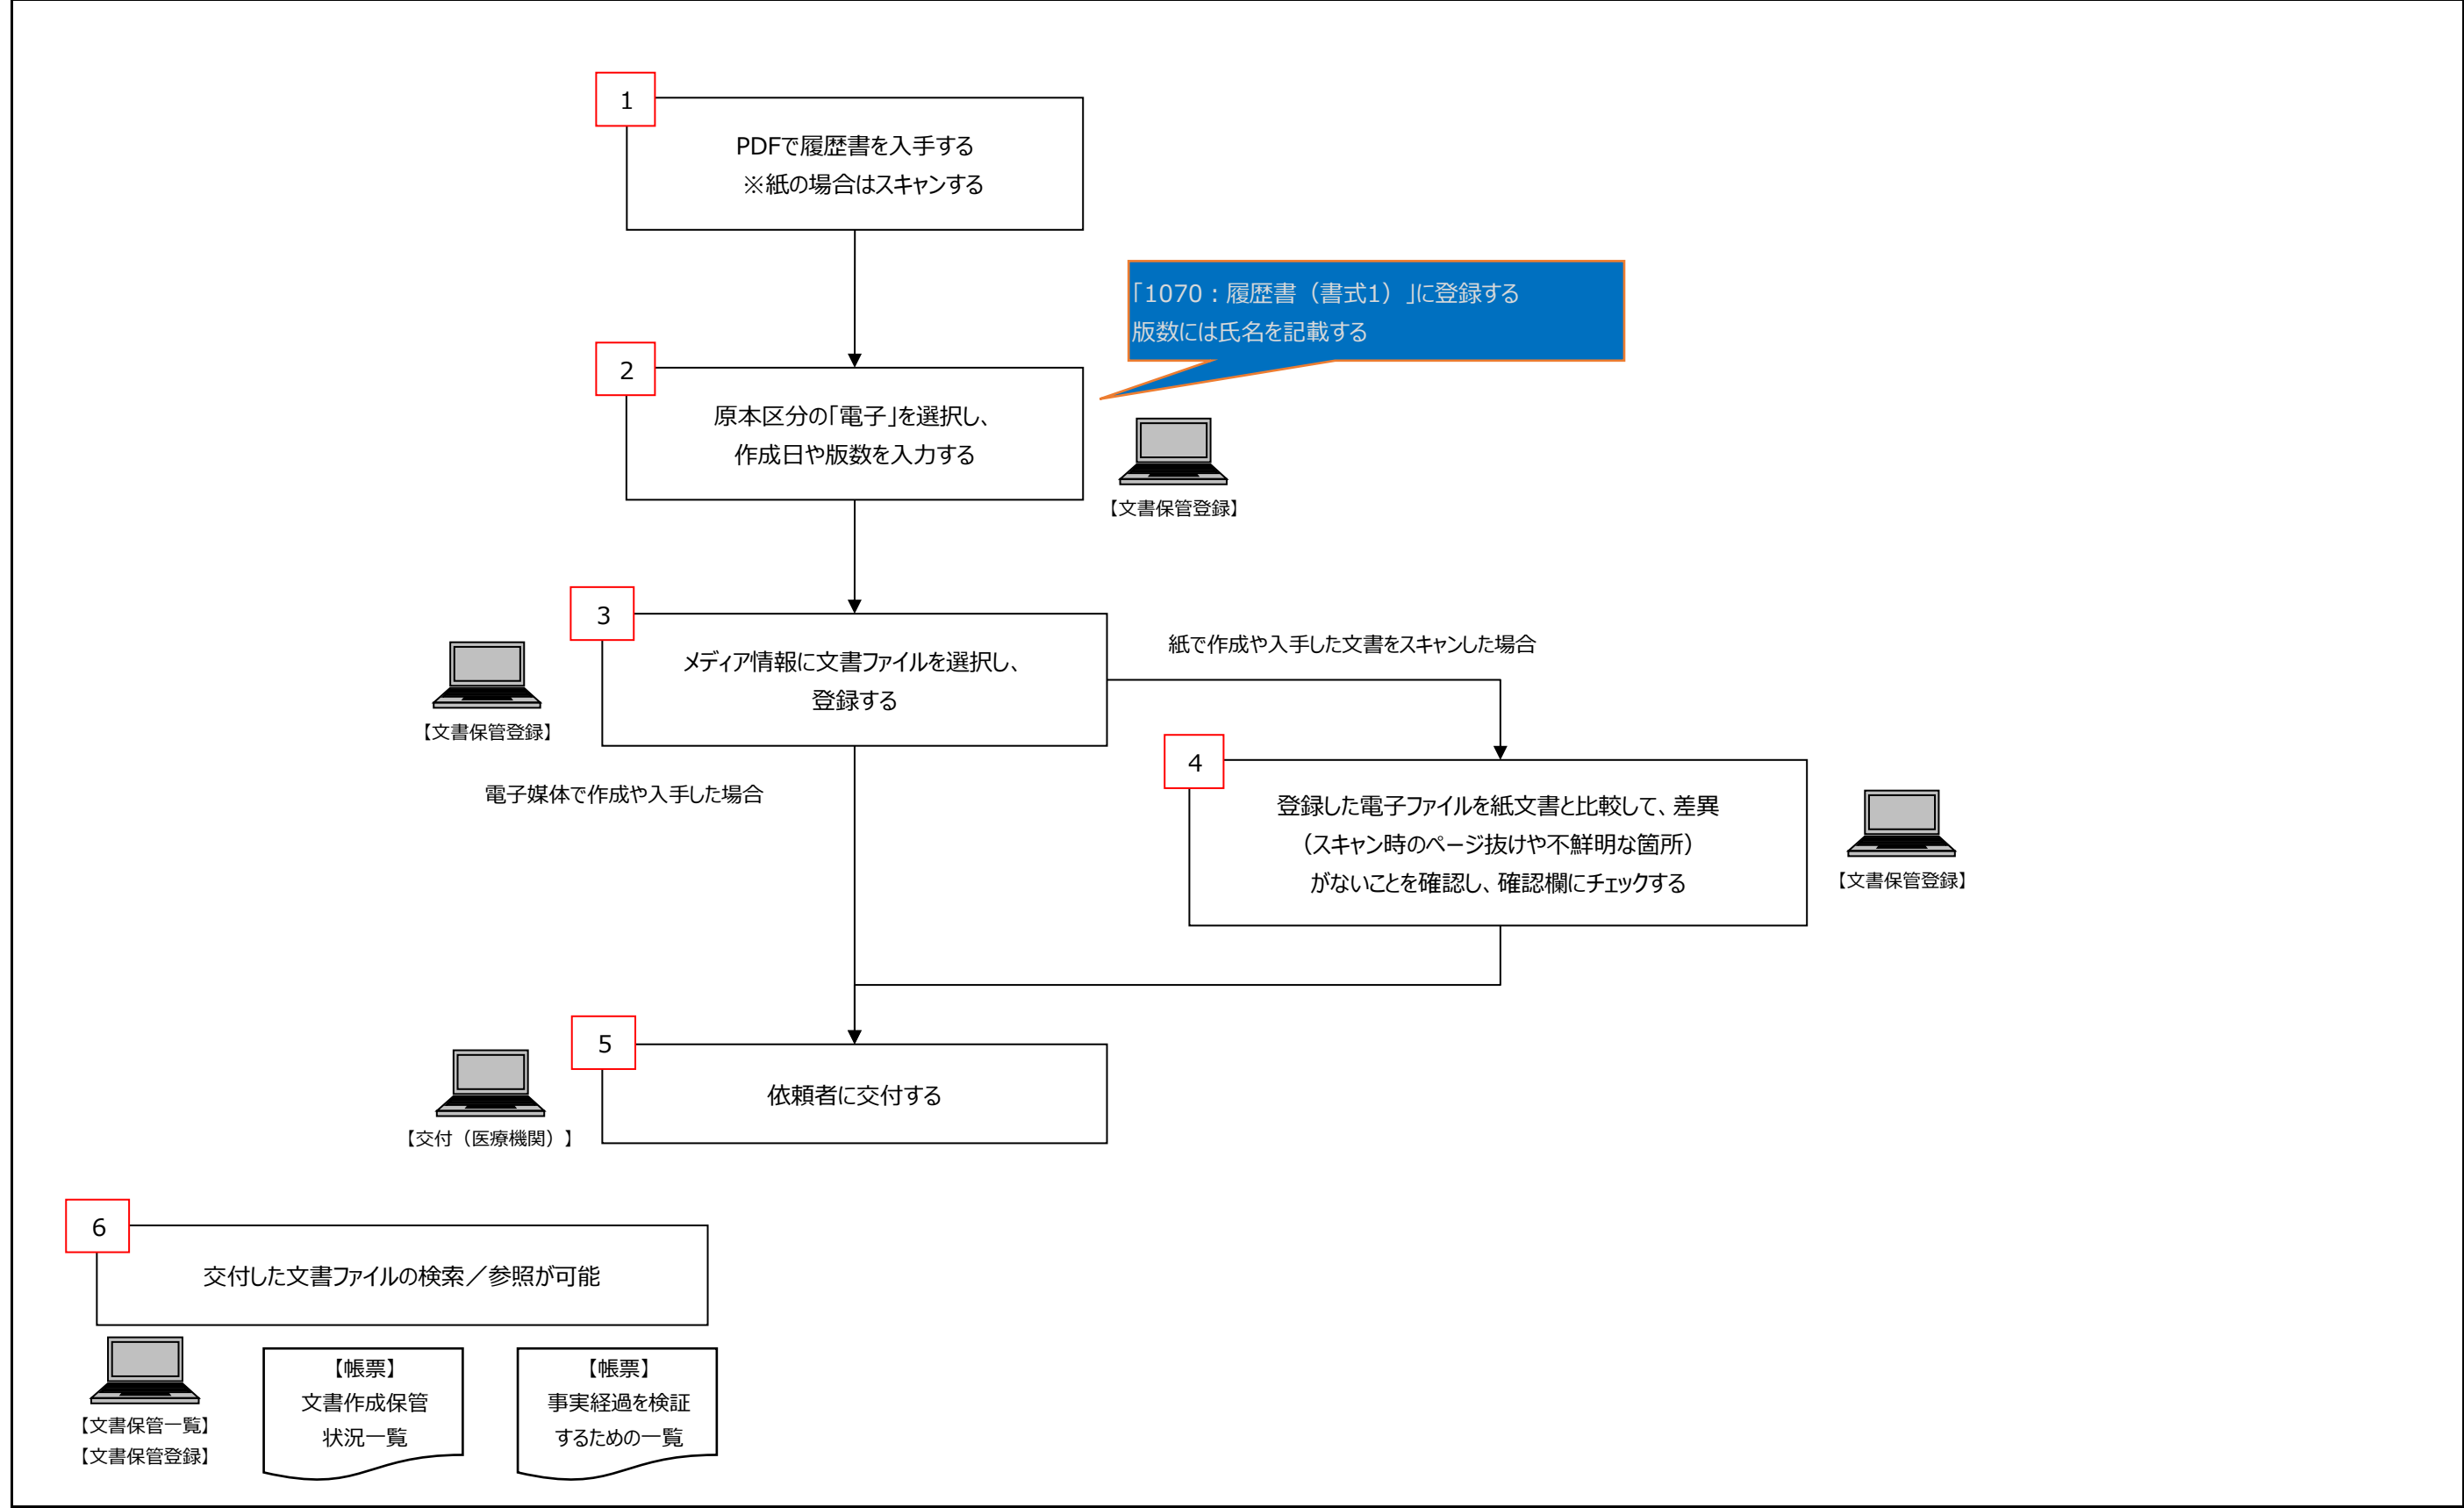 1
PDFで履歴書を入手する
※紙の場合はスキャンする
「1070：履歴書（書式1）」に登録する
版数には氏名を記載する
2
原本区分の「電子」を選択し、
作成日や版数を入力する
【文書保管登録】
3
メディア情報に文書ファイルを選択し、
登録する
【文書保管登録】
紙で作成や入手した文書をスキャンした場合
電子媒体で作成や入手した場合
4
登録した電子ファイルを紙文書と比較して、差異
（スキャン時のページ抜けや不鮮明な箇所）
がないことを確認し、確認欄にチェックする
【文書保管登録】
5
依頼者に交付する
【交付（医療機関）】
6
交付した文書ファイルの検索／参照が可能
【文書保管一覧】
【文書保管登録】
【帳票】
文書作成保管
状況一覧
【帳票】
事実経過を検証
するための一覧